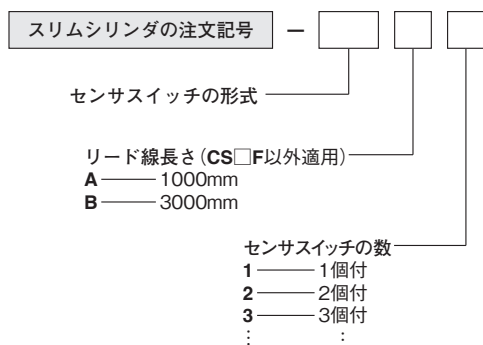 スリムシリンダの注文記号 −
センサスイッチの形式
リード線長さ(CS□F以外適用)
A 1000mm
B 3000mm
センサスイッチの数
1 1個付
2 2個付
3 3個付
： ：